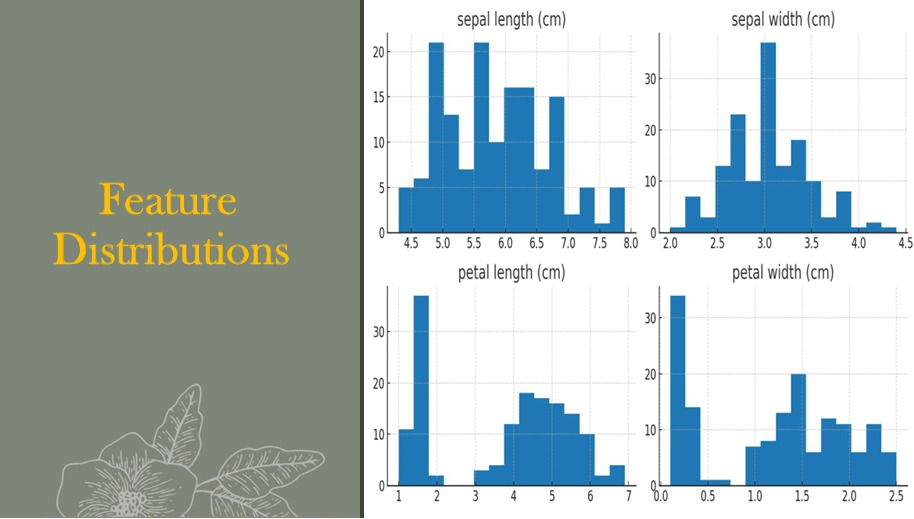 Feature
Distributions
sepal length (cm)
20
15
10
5
0
4.5 5.0 5.5 6.0 6.5 7.0 7.5 8.0
sepal width (cm)
30
20
10
0
2.0 2.5 3.0 3.5 4.0 4.5
petal length (cm)
30
20
10
0
1 2 3 4 5 6 7
petal width (cm)
30
20
10
0
0.0 0.5 1.0 1.5 2.0 2.5